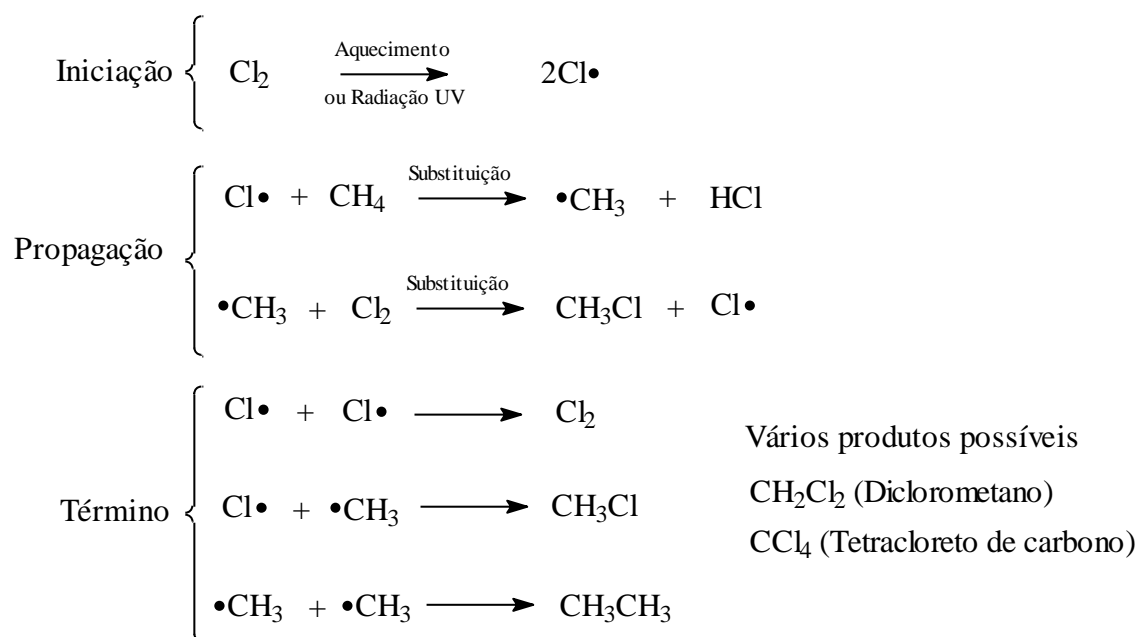 Iniciação
Cl₂ Aquecimento ou Radiação UV 2Cl•
Propagação
Cl• + CH₄ Substituição •CH₃ + HCl
•CH₃ + Cl₂ Substituição CH₃Cl + Cl•
Término
Cl• + Cl• Cl₂
Cl• + •CH₃ CH₃Cl
•CH₃ + •CH₃ CH₃CH₃
Vários produtos possíveis
CH₂Cl₂ (Diclorometano)
CCl₄ (Tetracloreto de carbono)